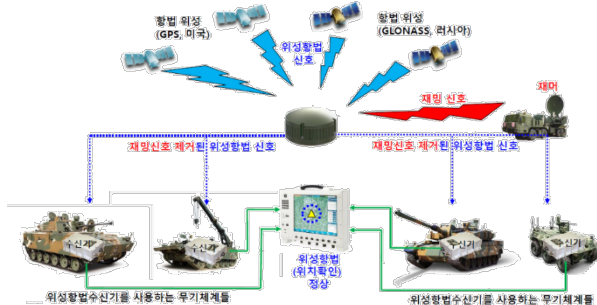 항법 위성
(GPS, 미국)
항법 위성
(GLONASS, 러시아)
위성항법
신호
재머
재밍 신호
재밍신호 제거된 위성항법 신호
재밍신호 제거된 위성항법 신호
수신기
수신기
수신기
수신기
위성항법
(위치확인)
정상
위성항법수신기를 사용하는 무기체계들
위성항법수신기를 사용하는 무기체계들